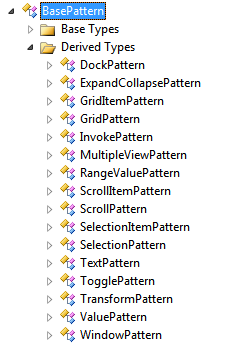 BasePattern
Base Types
Derived Types
DockPattern
ExpandCollapsePattern
GridItemPattern
GridPattern
InvokePattern
MultipleViewPattern
RangeValuePattern
ScrollItemPattern
ScrollPattern
SelectionItemPattern
SelectionPattern
TextPattern
TogglePattern
TransformPattern
ValuePattern
WindowPattern